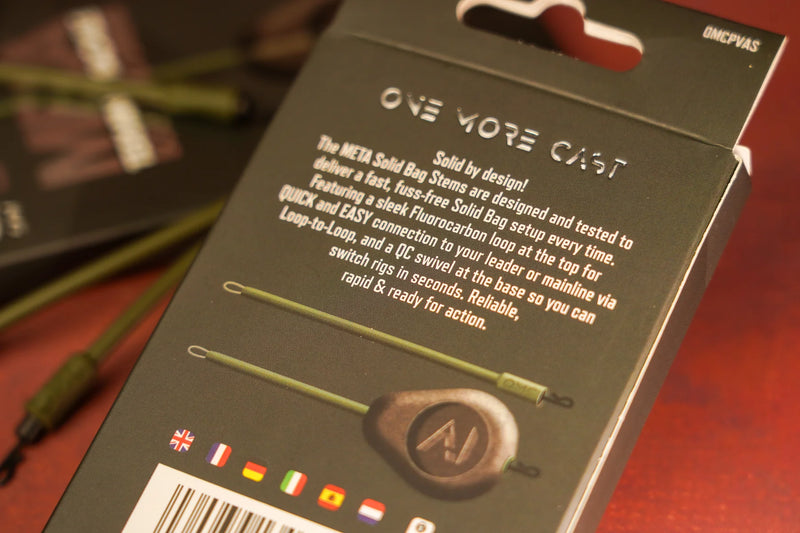 OMCPVAS
ONE MORE CAST
Solid by design!
The META Solid Bag Stems are designed and tested to
deliver a fast, fuss-free Solid Bag setup every time.
Featuring a sleek Fluorocarbon loop at the top for
QUICK and EASY connection to your leader or mainline via
Loop-to-Loop, and a QC swivel at the base so you can
switch rigs in seconds. Reliable,
rapid & ready for action.
OMC